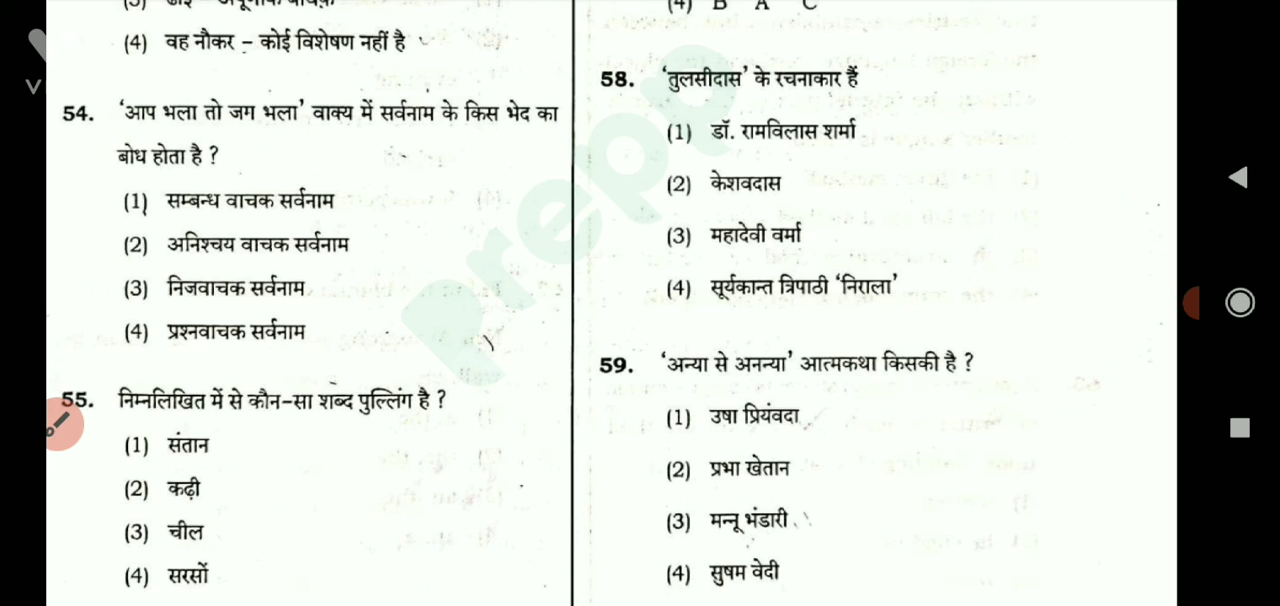 (4) वह नौकर – कोई विशेषण नहीं है
54. 'आप भला तो जग भला' वाक्य में सर्वनाम के किस भेद का
बोध होता है ?
(1) सम्बन्ध वाचक सर्वनाम
(2) अनिश्चय वाचक सर्वनाम
(3) निजवाचक सर्वनाम
(4) प्रश्नवाचक सर्वनाम
55. निम्नलिखित में से कौन-सा शब्द पुल्लिंग है ?
(1) संतान
(2) कढ़ी
(3) चील
(4) सरसों
(4) B A C
58. 'तुलसीदास' के रचनाकार हैं
(1) डॉ. रामविलास शर्मा
(2) केशवदास
(3) महादेवी वर्मा
(4) सूर्यकान्त त्रिपाठी 'निराला'
59. 'अन्या से अनन्या' आत्मकथा किसकी है ?
(1) उषा प्रियंवदा
(2) प्रभा खेतान
(3) मन्नू भंडारी
(4) सुषम वेदी
prepp